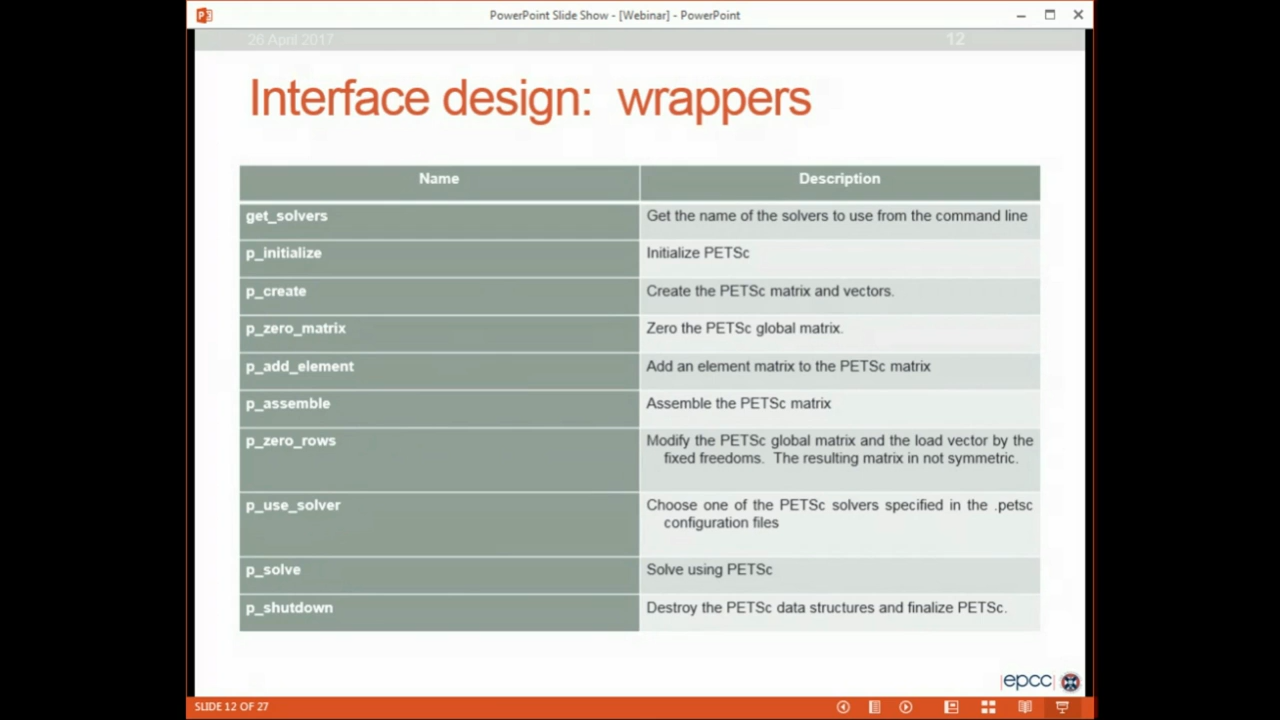 PowerPoint Slide Show - [Webinar] - PowerPoint
26 April 2017
12
Interface design: wrappers
Name
Description
get_solvers
Get the name of the solvers to use from the command line
p_initialize
Initialize PETSc
p_create
Create the PETSc matrix and vectors.
p_zero_matrix
Zero the PETSc global matrix.
p_add_element
Add an element matrix to the PETSc matrix
p_assemble
Assemble the PETSc matrix
p_zero_rows
Modify the PETSc global matrix and the load vector by the
fixed freedoms. The resulting matrix in not symmetric.
p_use_solver
Choose one of the PETSc solvers specified in the .petsc
configuration files
p_solve
Solve using PETSc
p_shutdown
Destroy the PETSc data structures and finalize PETSc.
epcc
SLIDE 12 OF 27